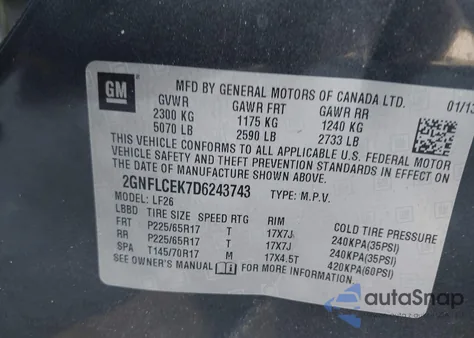 GM
MFD BY GENERAL MOTORS OF CANADA LTD. 01/13
GVWR GAWR FRT GAWR RR
2300 KG 1175 KG 1240 KG
5070 LB 2590 LB 2733 LB
THIS VEHICLE CONFORMS TO ALL APPLICABLE U.S. FEDERAL MOTOR
VEHICLE SAFETY AND THEFT PREVENTION STANDARDS IN EFFECT ON
THE DATE OF MANUFACTURE SHOWN ABOVE.
2GNFLCEK7D6243743 TYPE: M.P.V.
MODEL: LF26
LBBD TIRE SIZE SPEED RTG RIM COLD TIRE PRESSURE
FRT P225/65R17 T 17X7J 240KPA(35PSI)
RR P225/65R17 T 17X7J 240KPA(35PSI)
SPA T145/70R17 M 17X4.5T 420KPA(60PSI)
SEE OWNER'S MANUAL FOR MORE INFORMATION.
autoSnap